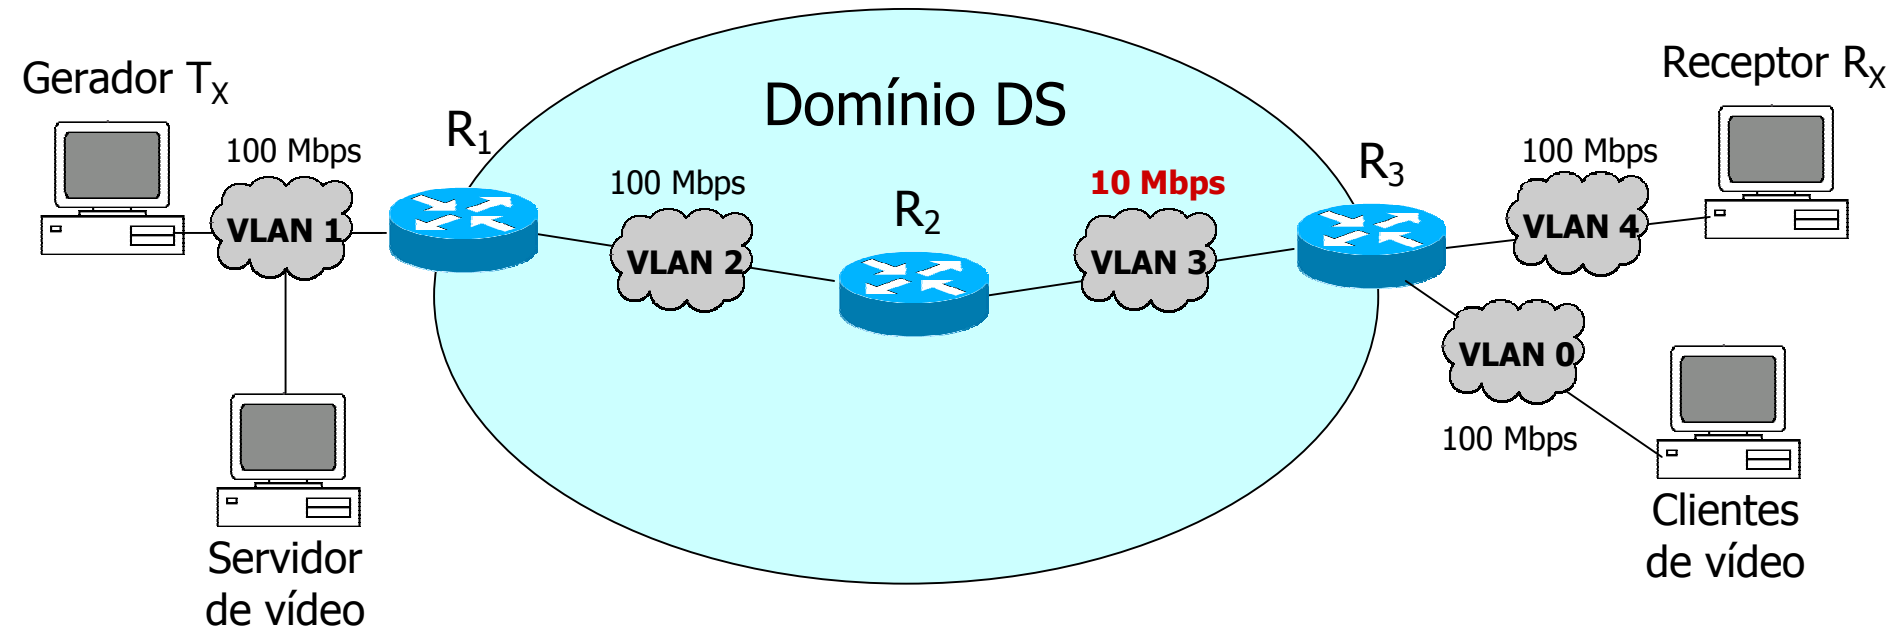 Gerador TX
100 Mbps
VLAN 1
R1
Domínio DS
100 Mbps
VLAN 2
R2
10 Mbps
VLAN 3
R3
Receptor RX
100 Mbps
VLAN 4
VLAN 0
100 Mbps
Servidor
de vídeo
Clientes
de vídeo